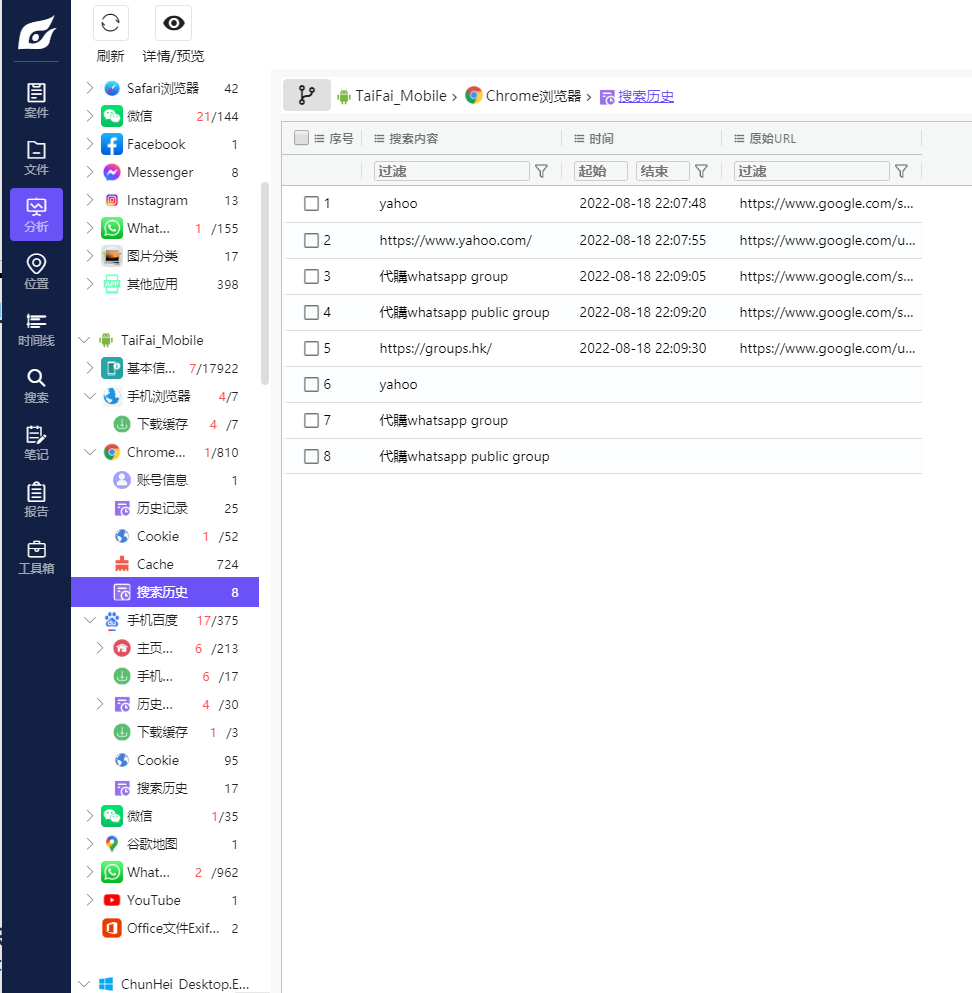 刷新
详情/预览
案件
文件
分析
位置
时间线
搜索
笔记
报告
工具箱
Safari浏览器 42
微信 21/144
Facebook 1
Messenger 8
Instagram 13
What... 1 /155
图片分类 17
其他应用 398
TaiFai_Mobile
基本信... 7/17922
手机浏览器 4/7
下载缓存 4 /7
Chrome... 1/810
账号信息 1
历史记录 25
Cookie 1 /52
Cache 724
搜索历史 8
手机百度 17/375
主页... 6 /213
手机... 6 /17
历史... 4 /30
下载缓存 1 /3
Cookie 95
搜索历史 17
微信 1/35
谷歌地图 1
What... 2 /962
YouTube 1
Office文件Exif... 2
ChunHei_Desktop.E...
TaiFai_Mobile › Chrome浏览器 › 搜索历史
序号 搜索内容 时间 原始URL
过滤 起始 结束 过滤
1 yahoo 2022-08-18 22:07:48 https://www.google.com/s...
2 https://www.yahoo.com/ 2022-08-18 22:07:55 https://www.google.com/u...
3 代購whatsapp group 2022-08-18 22:09:05 https://www.google.com/s...
4 代購whatsapp public group 2022-08-18 22:09:20 https://www.google.com/s...
5 https://groups.hk/ 2022-08-18 22:09:30 https://www.google.com/u...
6 yahoo
7 代購whatsapp group
8 代購whatsapp public group